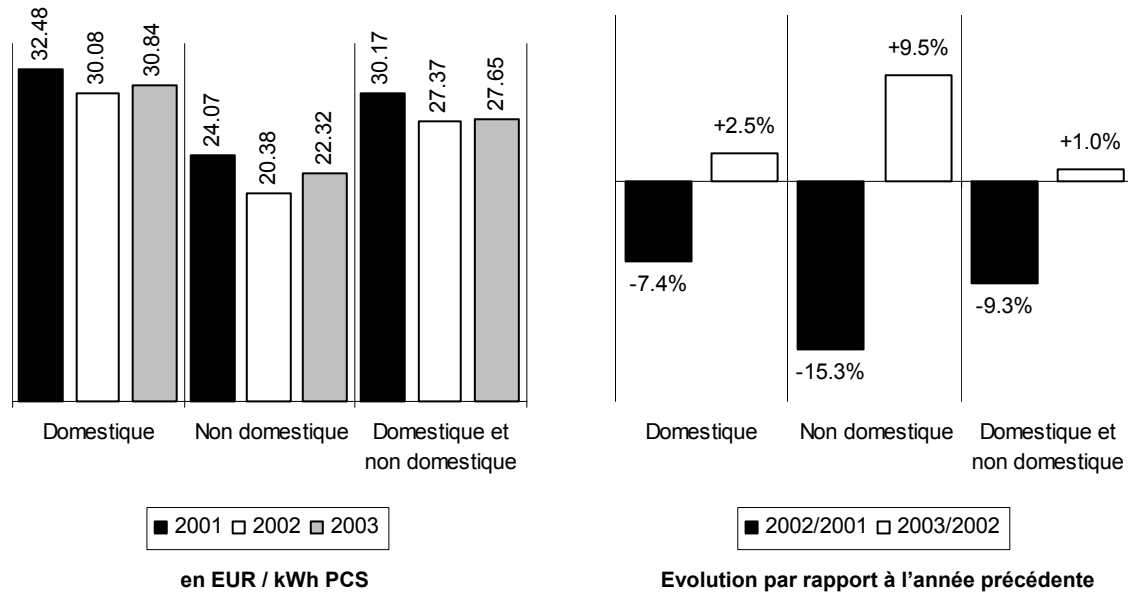 32.48
30.08
30.84
24.07
20.38
22.32
30.17
27.37
27.65
Domestique
Non domestique
Domestique et
non domestique
2001 2002 2003
en EUR / kWh PCS
-7.4%
+2.5%
-15.3%
+9.5%
-9.3%
+1.0%
Domestique
Non domestique
Domestique et
non domestique
2002/2001 2003/2002
Evolution par rapport à l’année précédente